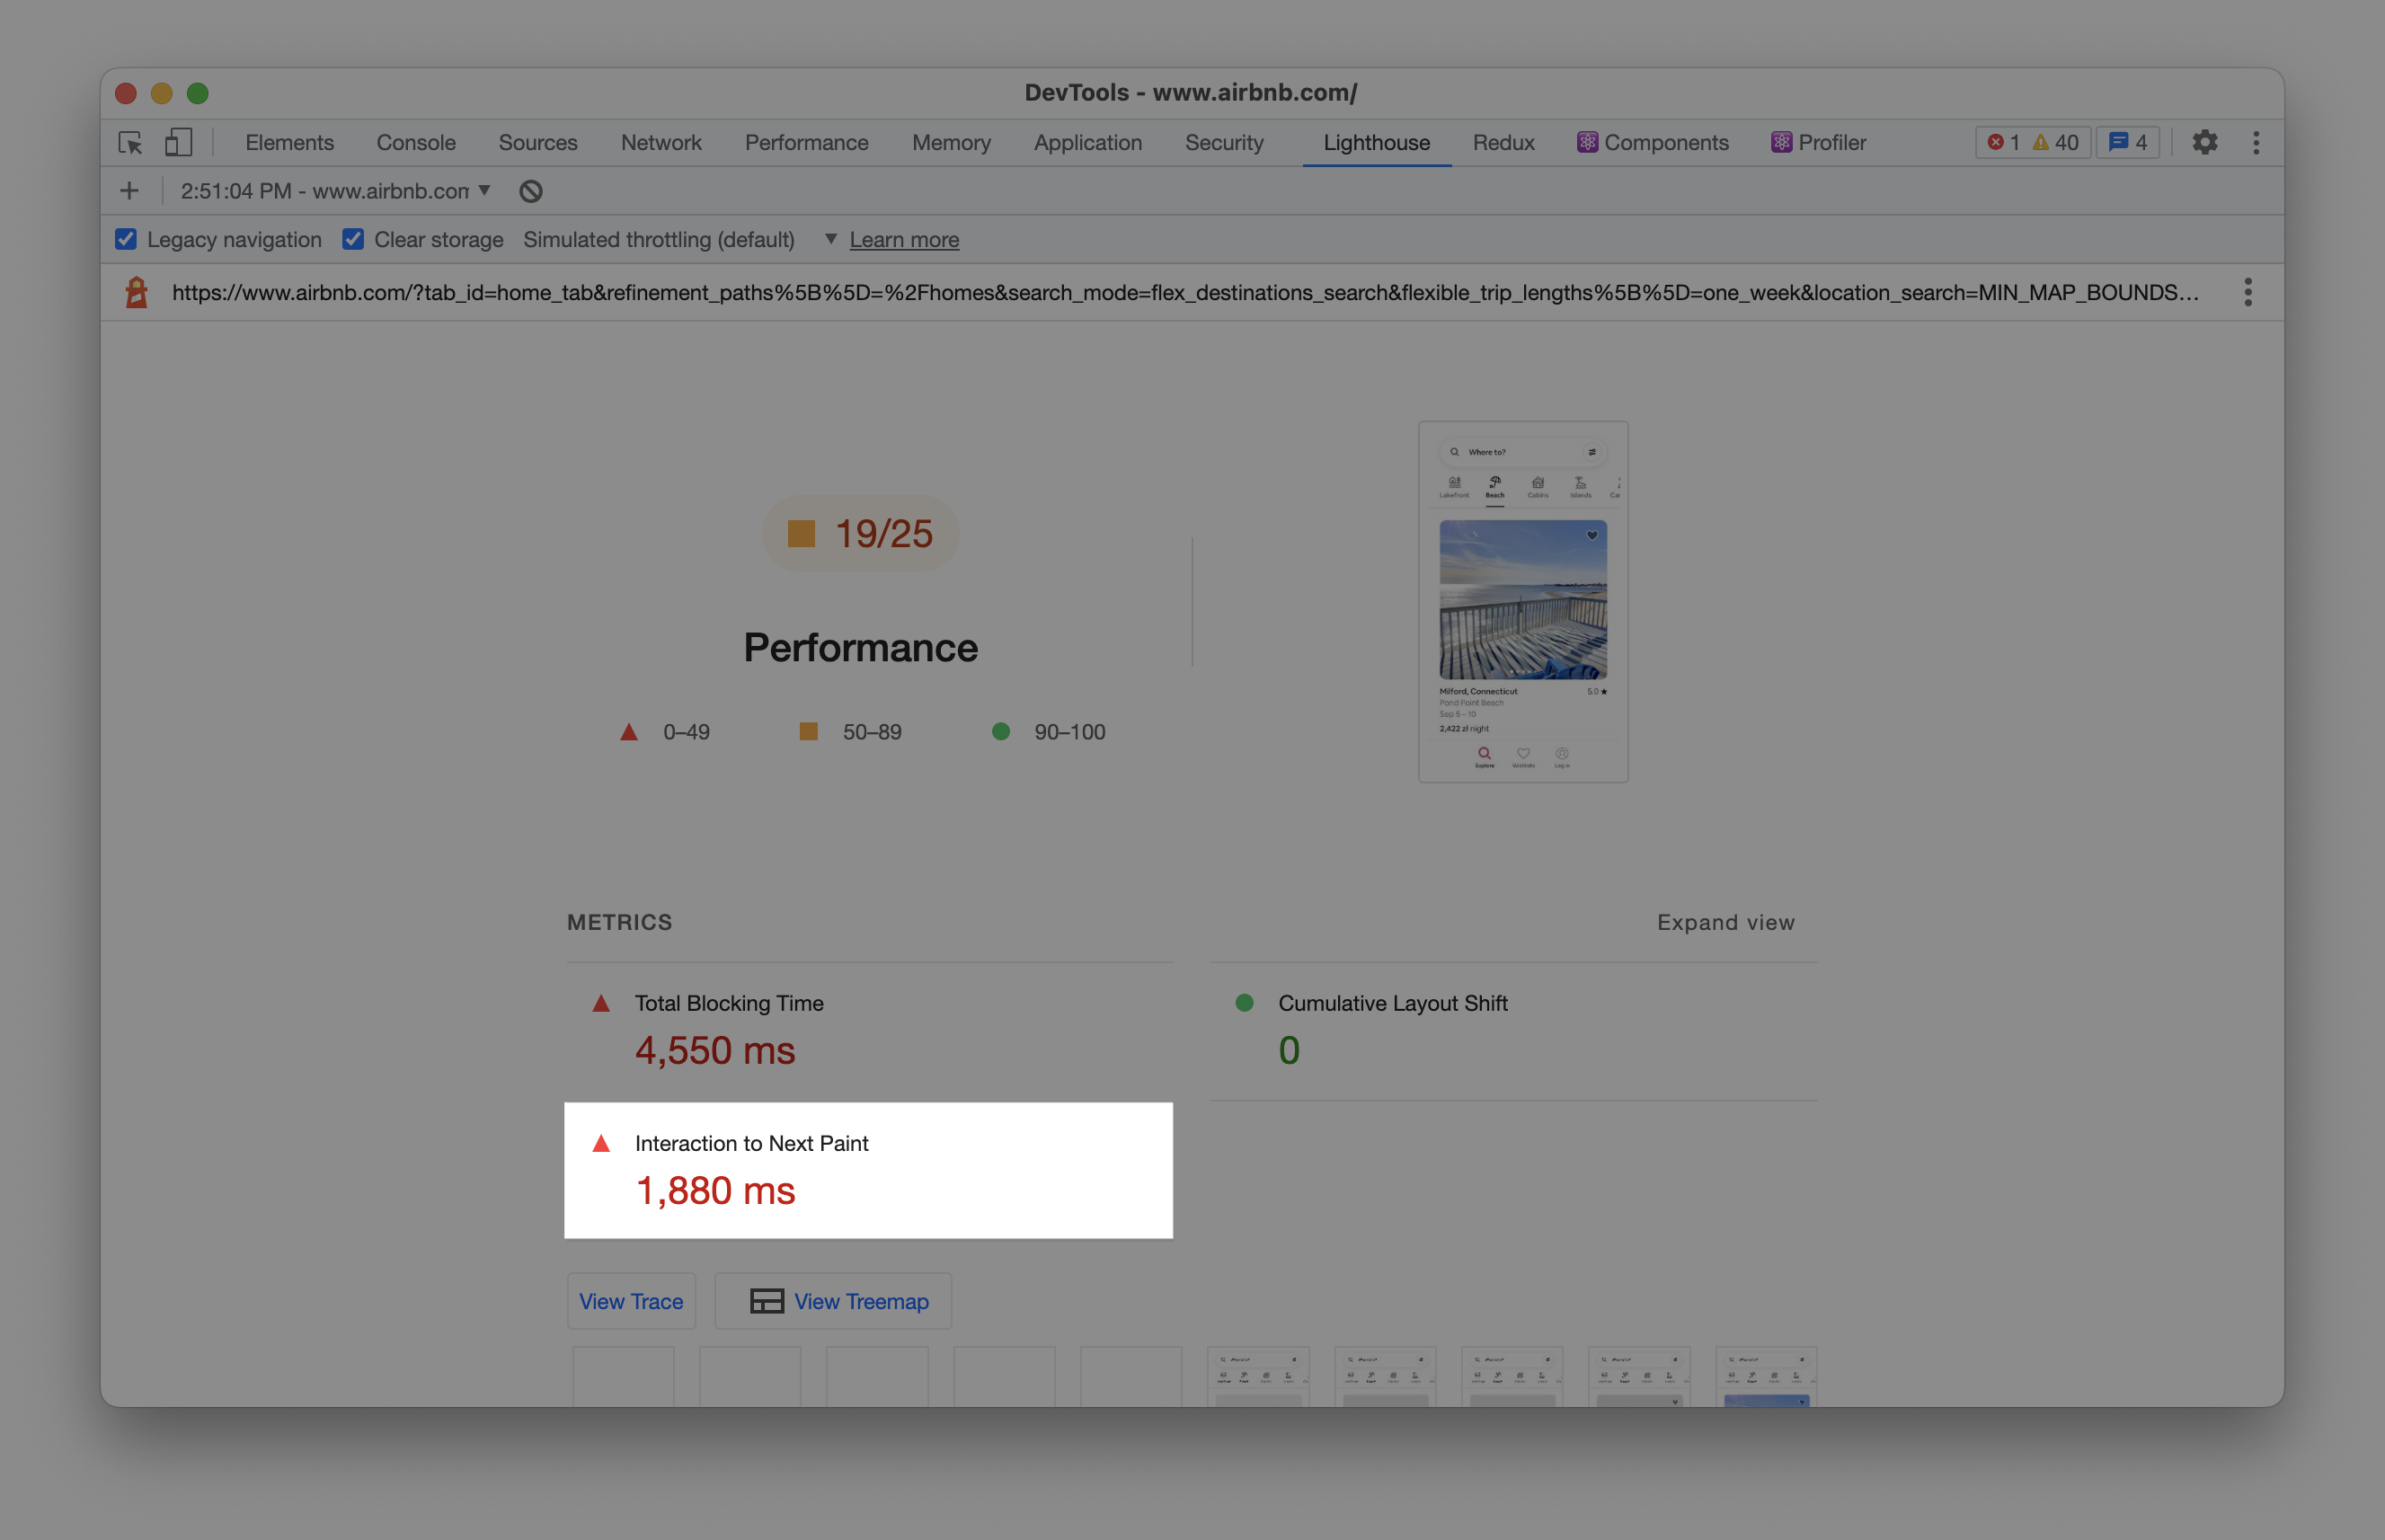 DevTools - www.airbnb.com/
Elements Console Sources Network Performance Memory Application Security Lighthouse Redux Components Profiler 1 40 4
2:51:04 PM - www.airbnb.com
Legacy navigation Clear storage Simulated throttling (default) Learn more
https://www.airbnb.com/?tab_id=home_tab&refinement_paths%5B%5D=%2Fhomes&search_mode=flex_destinations_search&flexible_trip_lengths%5B%5D=one_week&location_search=MIN_MAP_BOUNDS…
19/25
Performance
0–49 50–89 90–100
Where to?
Lakefront Beach Cabins Islands
Milford, Connecticut 5.0 ★
Pond Point Beach
Sep 5 – 10
2,422 zł night
Explore Wishlists Log in
METRICS
Expand view
Total Blocking Time
4,550 ms
Cumulative Layout Shift
0
Interaction to Next Paint
1,880 ms
View Trace
View Treemap